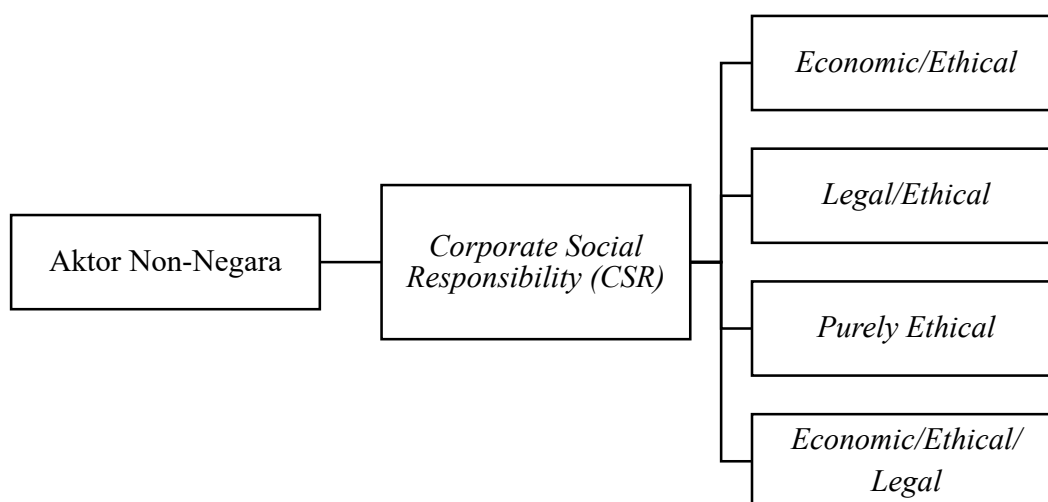 Economic/Ethical
Legal/Ethical
Aktor Non-Negara
Corporate Social
Responsibility (CSR)
Purely Ethical
Economic/Ethical/
Legal